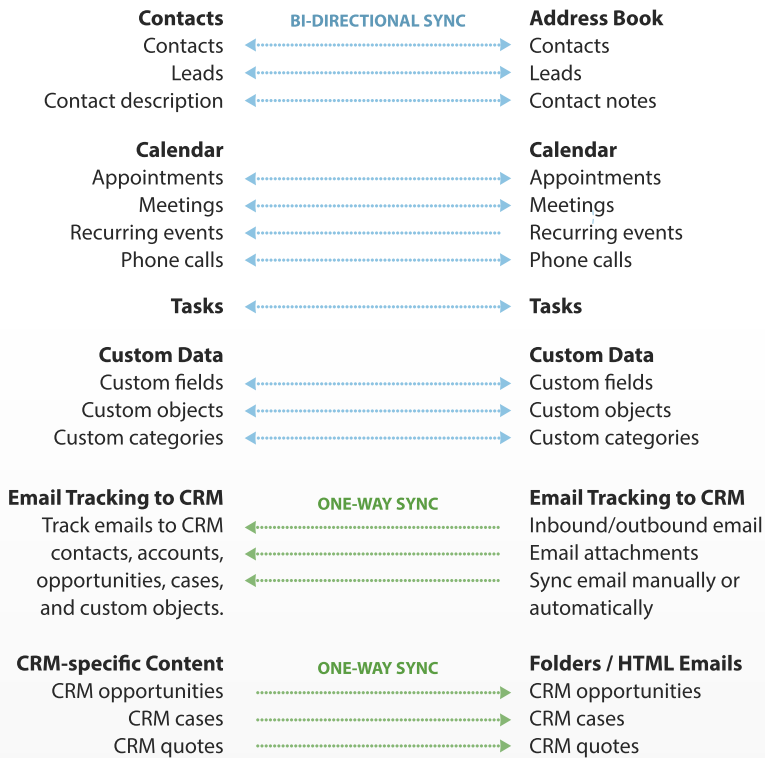 Contacts BI-DIRECTIONAL SYNC Address Book
Contacts Contacts
Leads Leads
Contact description Contact notes
Calendar Calendar
Appointments Appointments
Meetings Meetings
Recurring events Recurring events
Phone calls Phone calls
Tasks Tasks
Custom Data Custom Data
Custom fields Custom fields
Custom objects Custom objects
Custom categories Custom categories
Email Tracking to CRM ONE-WAY SYNC Email Tracking to CRM
Track emails to CRM Inbound/outbound email
contacts, accounts, Email attachments
opportunities, cases, Sync email manually or
and custom objects. automatically
CRM-specific Content ONE-WAY SYNC Folders / HTML Emails
CRM opportunities CRM opportunities
CRM cases CRM cases
CRM quotes CRM quotes